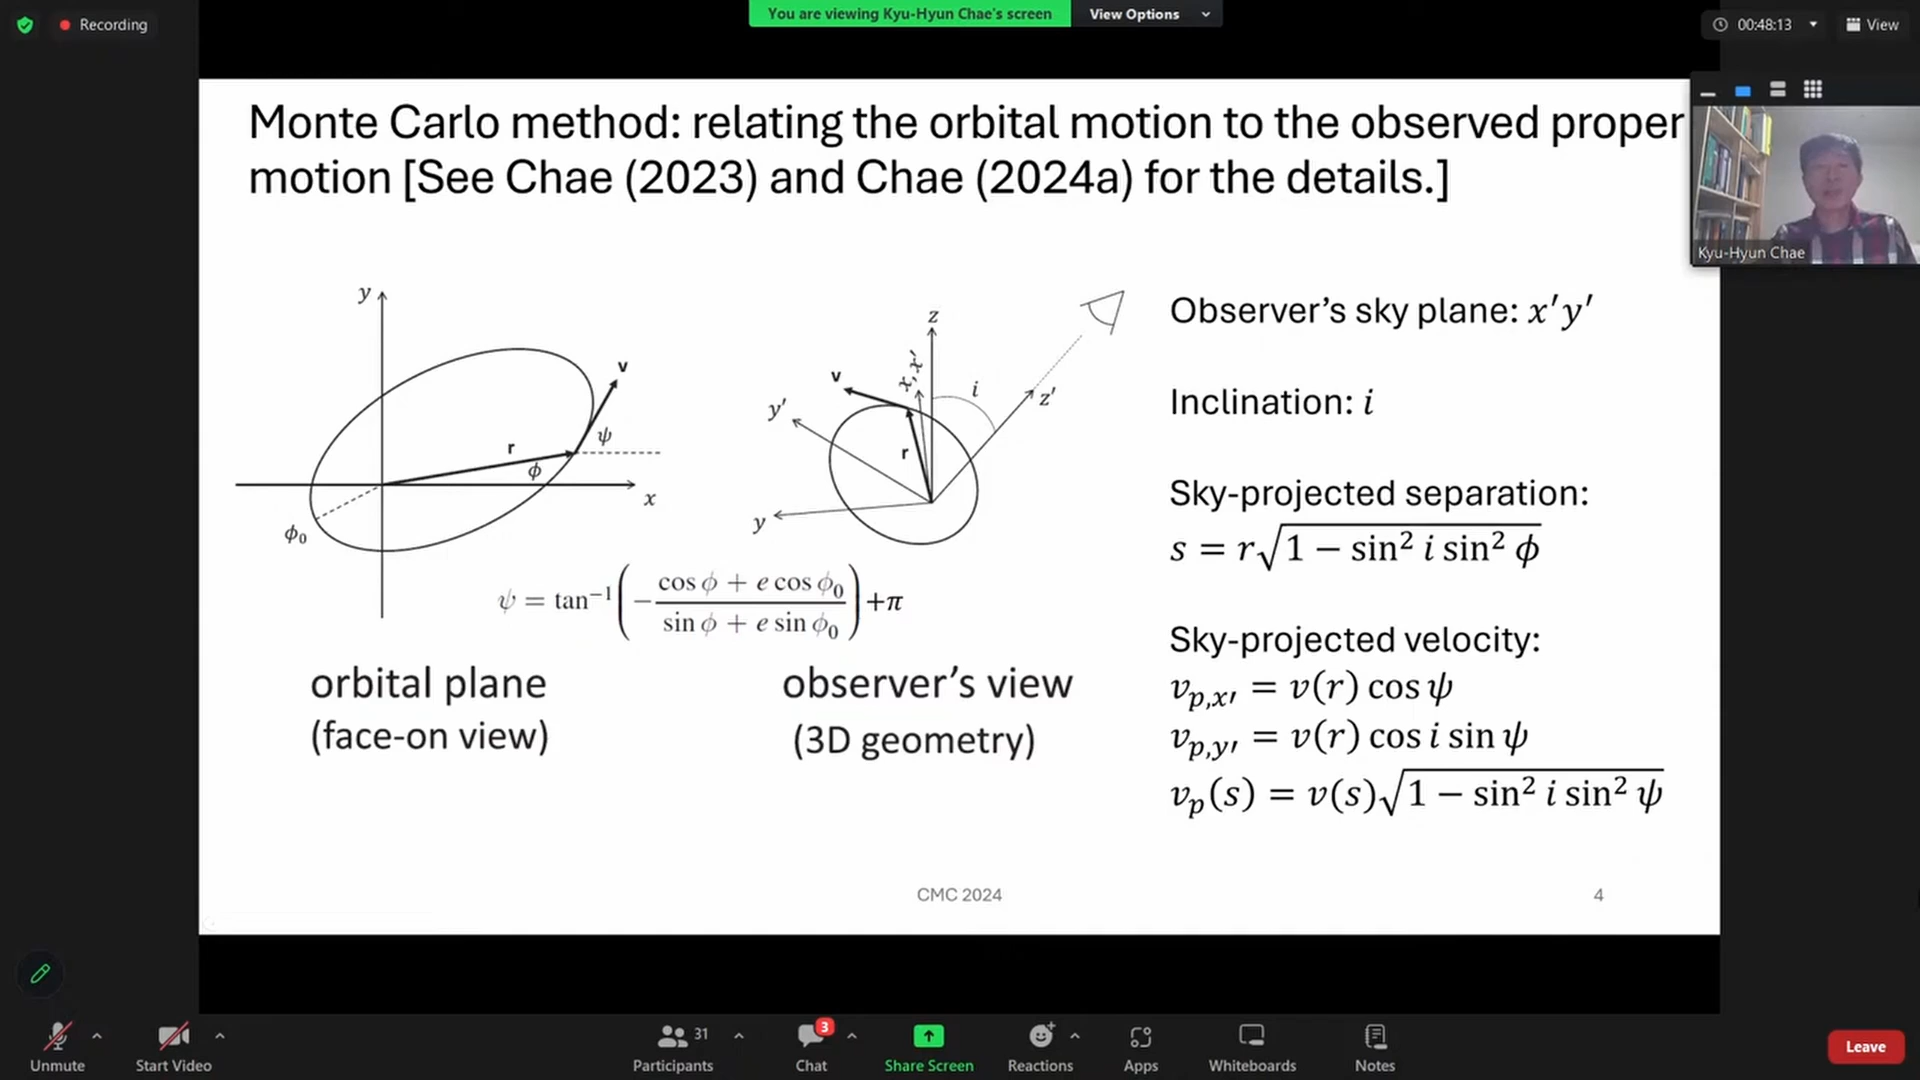 Recording
You are viewing Kyu-Hyun Chae's screen
View Options
00:48:13
View
Monte Carlo method: relating the orbital motion to the observed proper
motion [See Chae (2023) and Chae (2024a) for the details.]
Kyu-Hyun Chae
y
v
ψ
r
ϕ
x
ϕ₀
z
x, x′
v
i
z′
y′
r
y
ψ = tan⁻¹(− (cos ϕ + e cos ϕ₀)/(sin ϕ + e sin ϕ₀)) +π
orbital plane
(face-on view)
observer’s view
(3D geometry)
Observer’s sky plane: x′y′
Inclination: i
Sky-projected separation:
s = r√(1 − sin² i sin² ϕ)
Sky-projected velocity:
v_{p,x′} = v(r) cos ψ
v_{p,y′} = v(r) cos i sin ψ
v_p(s) = v(s)√(1 − sin² i sin² ψ)
CMC 2024
4
Unmute
Start Video
31
Participants
3
Chat
Share Screen
Reactions
Apps
Whiteboards
Notes
Leave